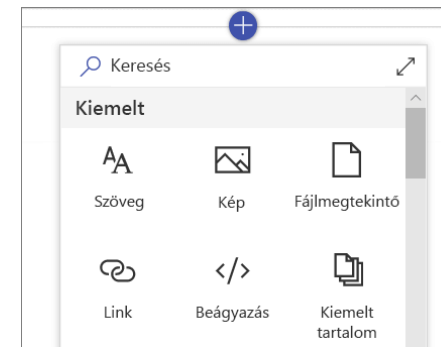 Keresés
Kiemelt
Szöveg
Kép
Fájlmegtekintő
Link
Beágyazás
Kiemelt
tartalom